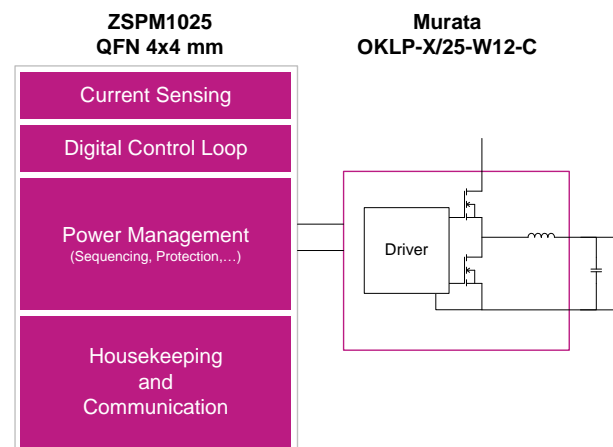 ZSPM1025
QFN 4x4 mm
Murata
OKLP-X/25-W12-C
Current Sensing
Digital Control Loop
Power Management
(Sequencing, Protection,...)
Driver
Housekeeping
and
Communication